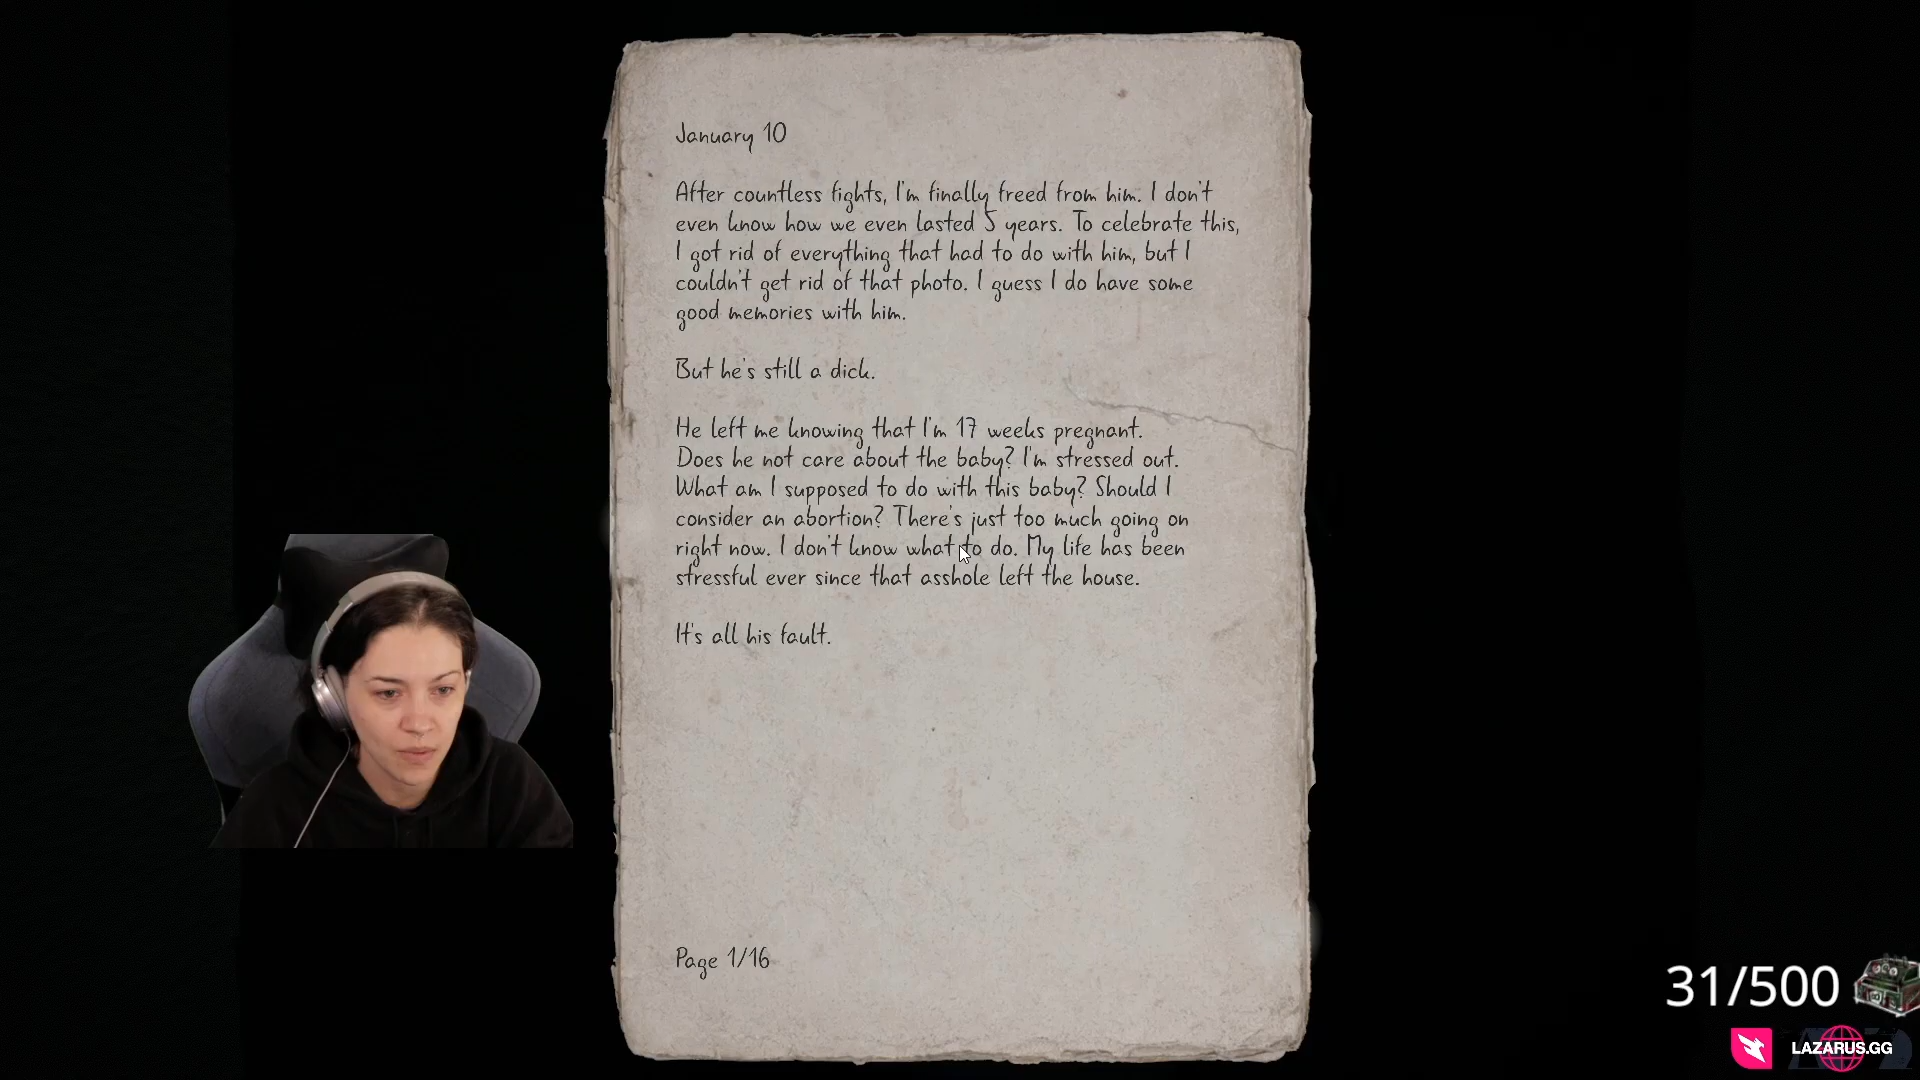 January 10
After countless fights, I'm finally freed from him. I don't
even know how we even lasted 5 years. To celebrate this,
I got rid of everything that had to do with him, but I
couldn't get rid of that photo. I guess I do have some
good memories with him.
But he's still a dick.
He left me knowing that I'm 17 weeks pregnant.
Does he not care about the baby? I'm stressed out.
What am I supposed to do with this baby? Should I
consider an abortion? There's just too much going on
right now. I don't know what to do. My life has been
stressful ever since that asshole left the house.
It's all his fault.
Page 1/16
31/500
LAZARUS.GG